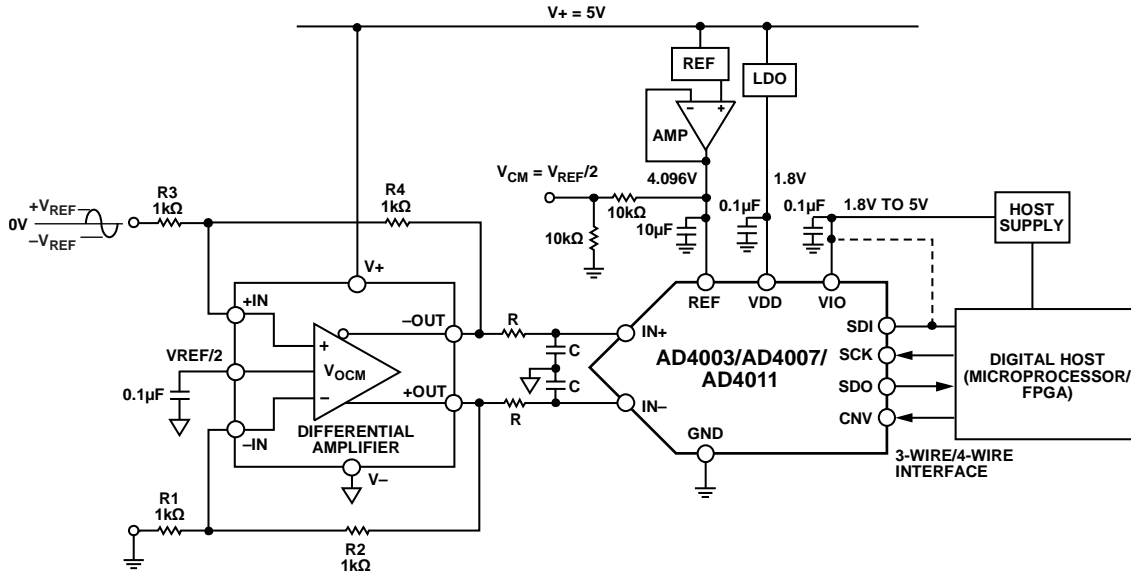 V+ = 5V
REF
LDO
– +
AMP
VCM = VREF/2
4.096V
1.8V
10kΩ
10kΩ
10µF
0.1µF
0.1µF
1.8V TO 5V
HOST
SUPPLY
R3
1kΩ
R4
1kΩ
+VREF
0V
–VREF
V+
+IN
–OUT
+
VREF/2
VOCM
0.1µF
–
+OUT
–IN
DIFFERENTIAL
AMPLIFIER
V–
R1
1kΩ
R2
1kΩ
R
C
C
R
REF
VDD
VIO
IN+
IN–
AD4003/AD4007/
AD4011
GND
SDI
SCK
SDO
CNV
DIGITAL HOST
(MICROPROCESSOR/
FPGA)
3-WIRE/4-WIRE
INTERFACE